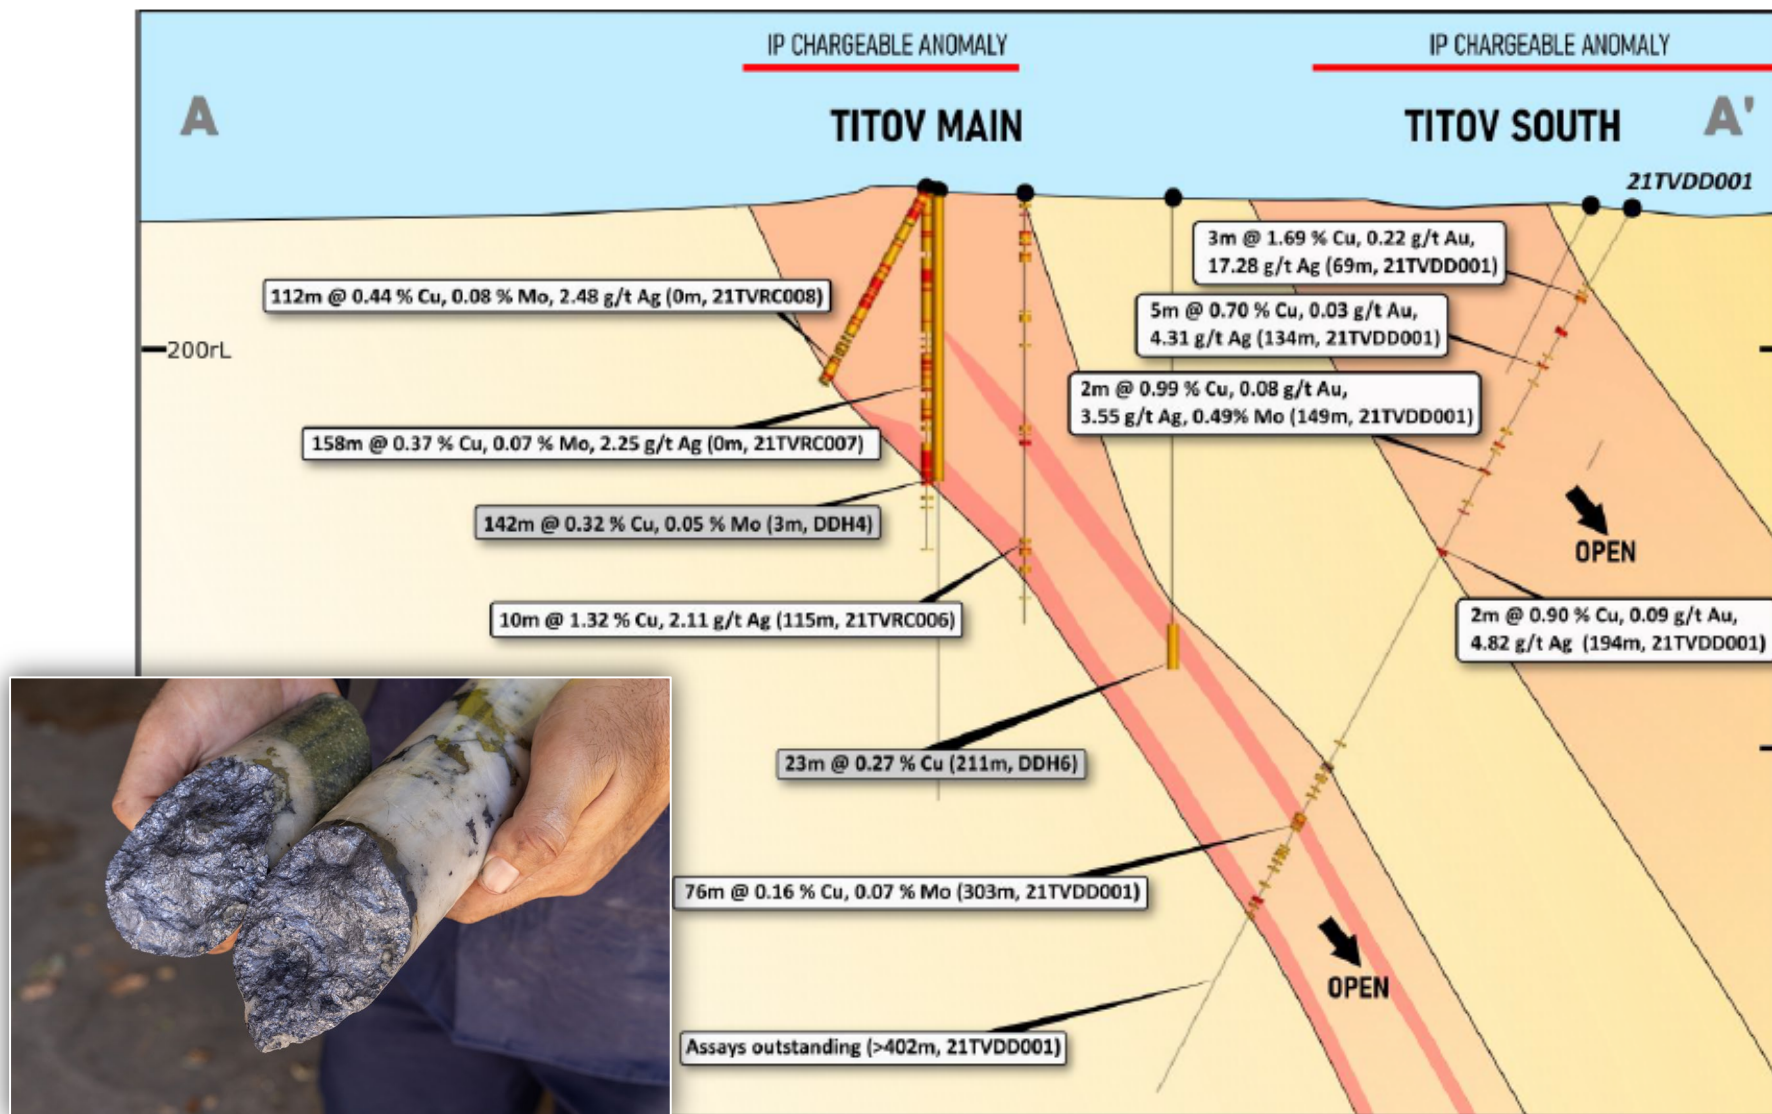 IP CHARGEABLE ANOMALY
IP CHARGEABLE ANOMALY
A
TITOV MAIN
TITOV SOUTH
A'
21TVDD001
3m @ 1.69 % Cu, 0.22 g/t Au,
17.28 g/t Ag (69m, 21TVDD001)
112m @ 0.44 % Cu, 0.08 % Mo, 2.48 g/t Ag (0m, 21TVRC008)
5m @ 0.70 % Cu, 0.03 g/t Au,
4.31 g/t Ag (134m, 21TVDD001)
200rL
2m @ 0.99 % Cu, 0.08 g/t Au,
3.55 g/t Ag, 0.49% Mo (149m, 21TVDD001)
158m @ 0.37 % Cu, 0.07 % Mo, 2.25 g/t Ag (0m, 21TVRC007)
142m @ 0.32 % Cu, 0.05 % Mo (3m, DDH4)
OPEN
10m @ 1.32 % Cu, 2.11 g/t Ag (115m, 21TVRC006)
2m @ 0.90 % Cu, 0.09 g/t Au,
4.82 g/t Ag (194m, 21TVDD001)
23m @ 0.27 % Cu (211m, DDH6)
76m @ 0.16 % Cu, 0.07 % Mo (303m, 21TVDD001)
OPEN
Assays outstanding (>402m, 21TVDD001)